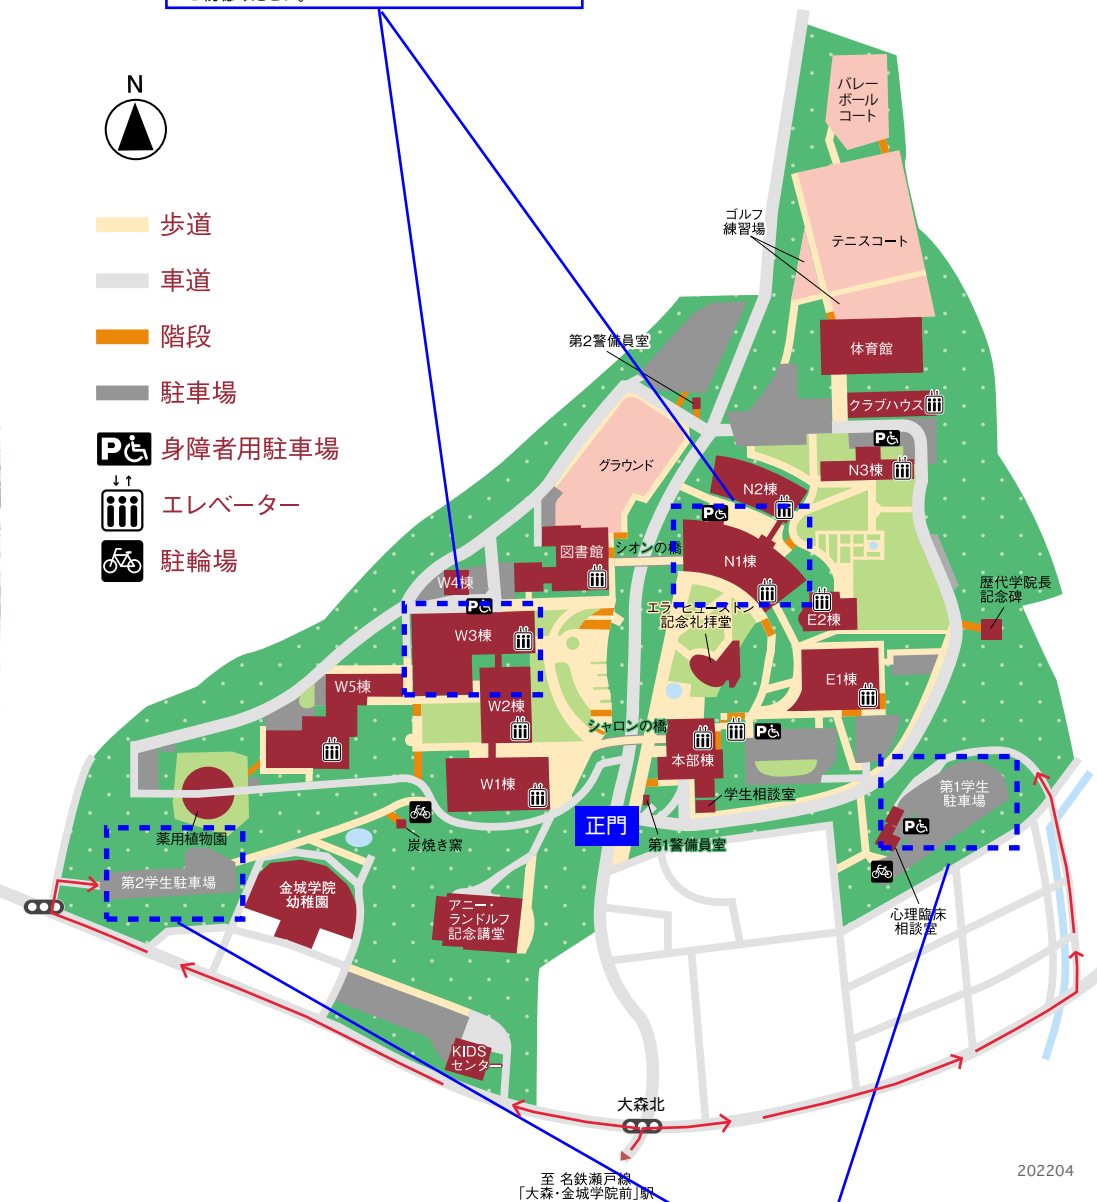 N
歩道
車道
階段
駐車場
P
身障者用駐車場
エレベーター
駐輪場
バレー
ボール
コート
ゴルフ
練習場
テニスコート
第2警備員室
体育館
クラブハウス
P
N3棟
グラウンド
N2棟
P
図書館
シオンの橋
N1棟
W4棟
P
エラ・ヒューストン
記念礼拝堂
E2棟
歴代学院長
記念碑
W3棟
W5棟
E1棟
W2棟
シャロンの橋
P
本部棟
W1棟
学生相談室
第1学生
駐車場
正門
P
薬用植物園
炭焼き窯
第1警備員室
第2学生駐車場
金城学院
幼稚園
アニー・
ランドルフ
記念講堂
心理臨床
相談室
KIDS
センター
大森北
至 名鉄瀬戸線
「大森・金城学院前」駅
202204